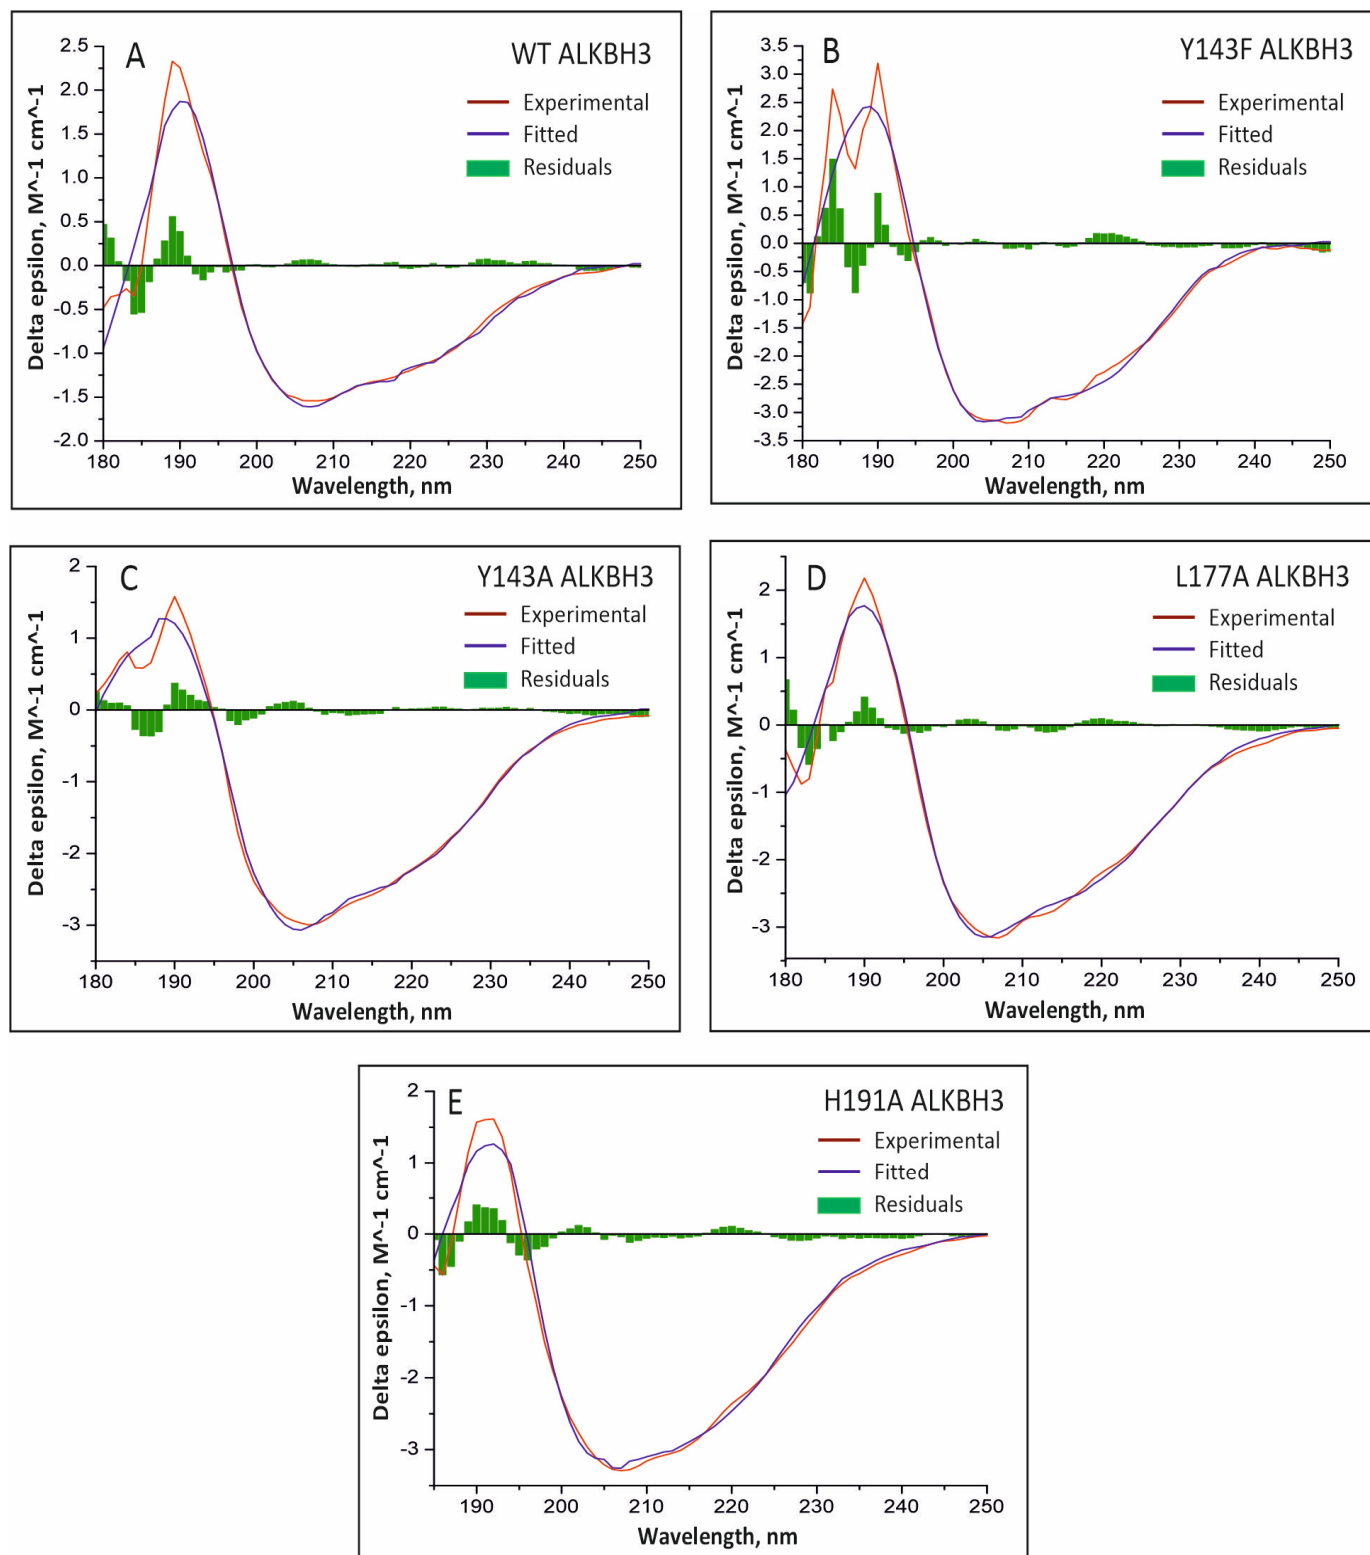 A
WT ALKBH3
Experimental
Fitted
Residuals
Delta epsilon, M^-1 cm^-1
2.5
2.0
1.5
1.0
0.5
0.0
-0.5
-1.0
-1.5
-2.0
180 190 200 210 220 230 240 250
Wavelength, nm
B
Y143F ALKBH3
Experimental
Fitted
Residuals
Delta epsilon, M^-1 cm^-1
3.5
3.0
2.5
2.0
1.5
1.0
0.5
0.0
-0.5
-1.0
-1.5
-2.0
-2.5
-3.0
-3.5
180 190 200 210 220 230 240 250
Wavelength, nm
C
Y143A ALKBH3
Experimental
Fitted
Residuals
Delta epsilon, M^-1 cm^-1
2
1
0
-1
-2
-3
180 190 200 210 220 230 240 250
Wavelength, nm
D
L177A ALKBH3
Experimental
Fitted
Residuals
Delta epsilon, M^-1 cm^-1
2
1
0
-1
-2
-3
180 190 200 210 220 230 240 250
Wavelength, nm
E
H191A ALKBH3
Experimental
Fitted
Residuals
Delta epsilon, M^-1 cm^-1
2
1
0
-1
-2
-3
190 200 210 220 230 240 250
Wavelength, nm